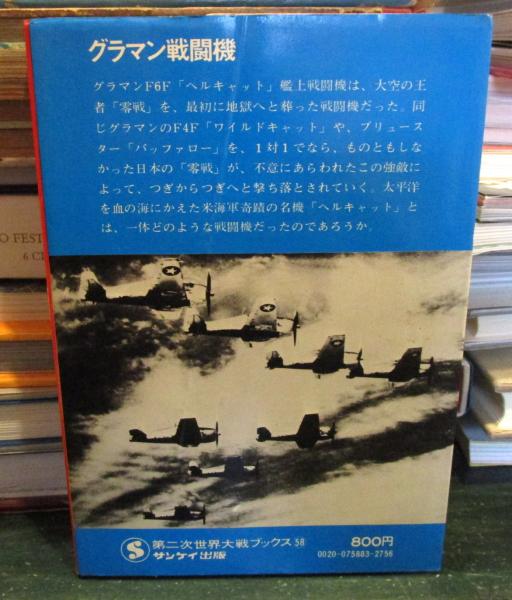 グラマン戦闘機
グラマンF6F「ヘルキャット」艦上戦闘機は、大空の王
者「零戦」を、最初に地獄へと葬った戦闘機だった。同
じグラマンのF4F「ワイルドキャット」や、ブリュース
ター「バッファロー」を、1対1でなら、ものともしな
かった日本の「零戦」が、不意にあらわれたこの強敵に
よって、つぎからつぎへと撃ち落とされていく。太平洋
を血の海にかえた米海軍奇蹟の名機「ヘルキャット」と
は、一体どのような戦闘機だったのであろうか。
O FEST
6 C
S
第二次世界大戦ブックス 58
サンケイ出版
800円
0020-075883-2756